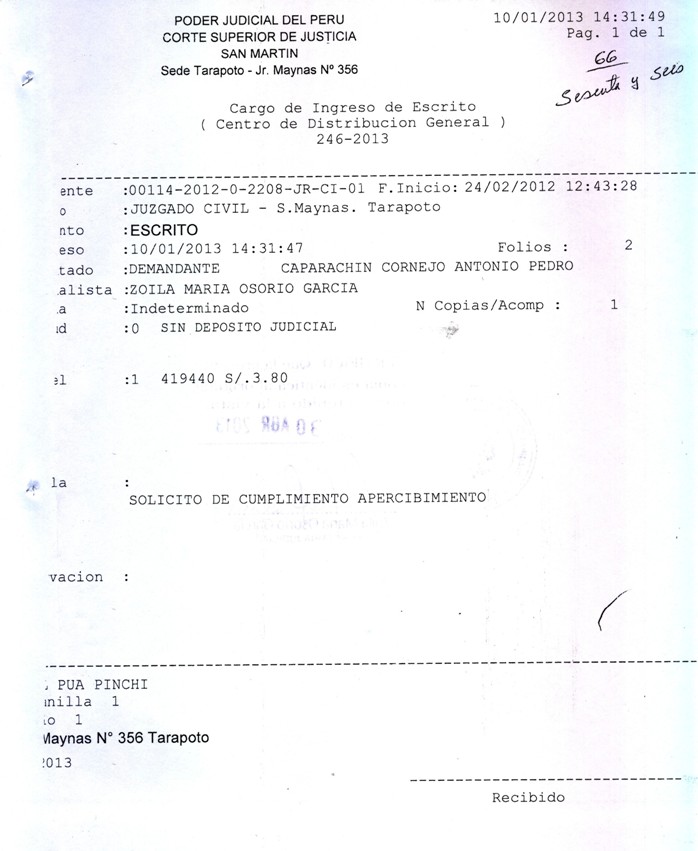 PODER JUDICIAL DEL PERU
CORTE SUPERIOR DE JUSTICIA
SAN MARTIN
Sede Tarapoto - Jr. Maynas Nº 356
10/01/2013 14:31:49
Pag. 1 de 1
66
Sesenta y seis
Cargo de Ingreso de Escrito
( Centro de Distribucion General )
246-2013
ente :00114-2012-0-2208-JR-CI-01 F.Inicio: 24/02/2012 12:43:28
o :JUZGADO CIVIL - S.Maynas. Tarapoto
nto :ESCRITO
eso :10/01/2013 14:31:47 Folios : 2
tado :DEMANDANTE CAPARACHIN CORNEJO ANTONIO PEDRO
alista :ZOILA MARIA OSORIO GARCIA
a :Indeterminado N Copias/Acomp : 1
d :0 SIN DEPOSITO JUDICIAL
el :1 419440 S/.3.80
30 ABR 2013
la :
SOLICITO DE CUMPLIMIENTO APERCIBIMIENTO
vacion :
PUA PINCHI
nilla 1
o 1
Maynas N° 356 Tarapoto
2013
Recibido